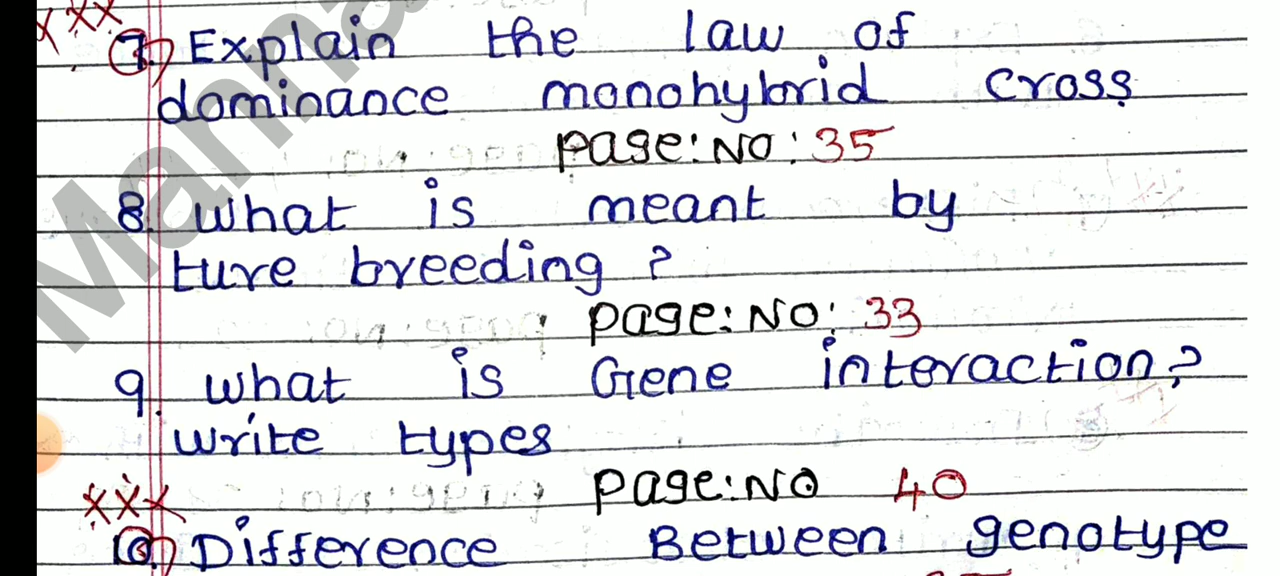 7. Explain the law of
dominance monohybrid cross
page:No:35
8. what is meant by
ture breeding?
page:No:33
9. what is Gene interaction?
write types
page:No 40
Difference Between genotype